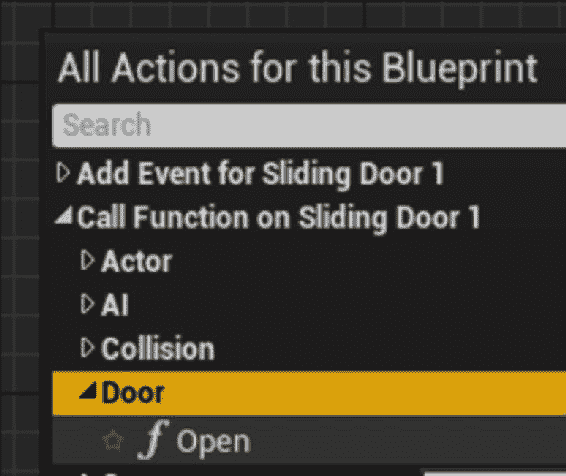 All Actions for this Blueprint
Search
Add Event for Sliding Door 1
Call Function on Sliding Door 1
Actor
AI
Collision
Door
f Open